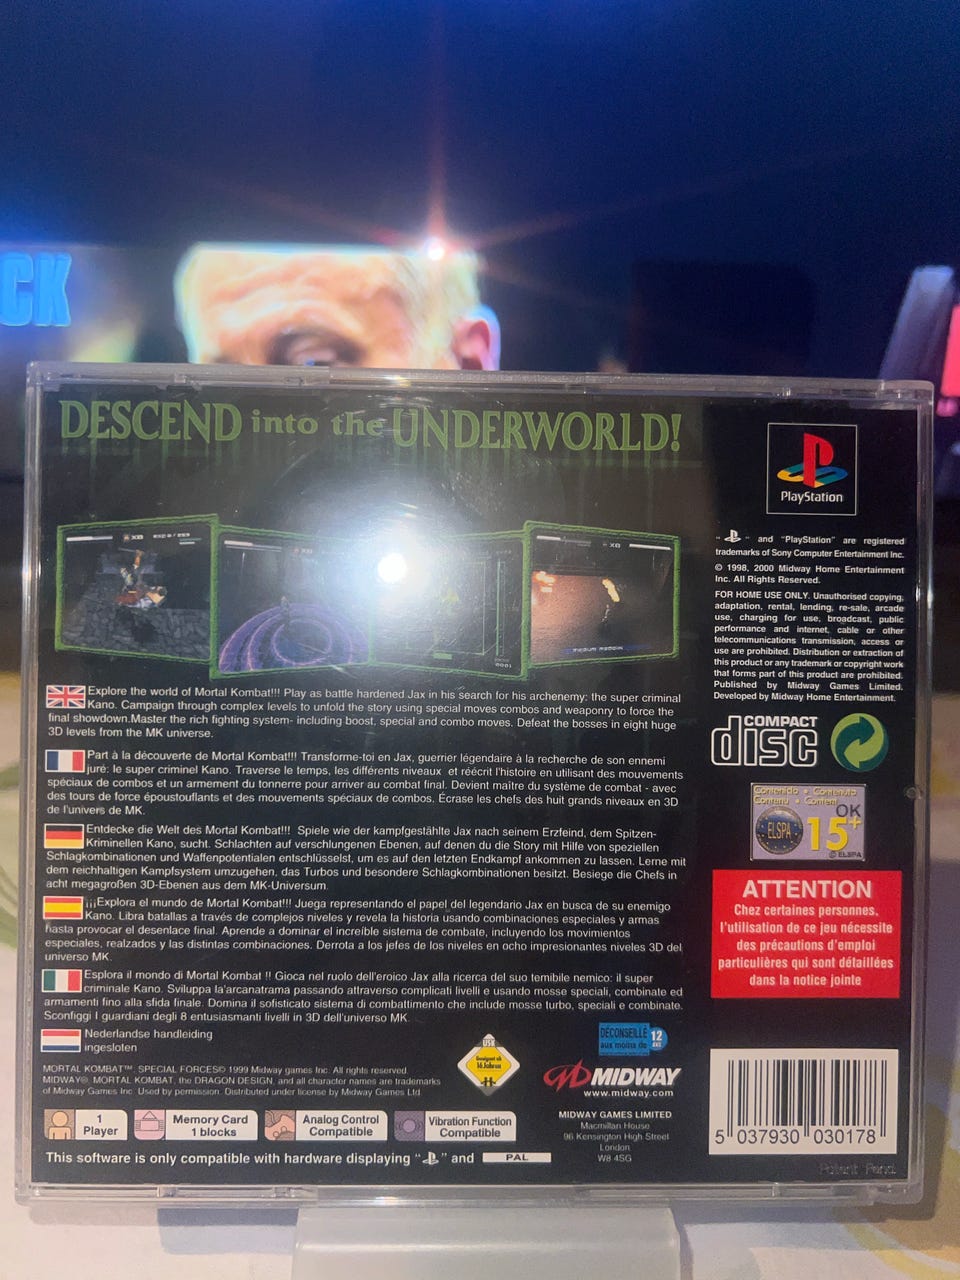 CK
DESCEND into the UNDERWORLD!
PlayStation
" " and "PlayStation" are registered
trademarks of Sony Computer Entertainment Inc.
© 1998, 2000 Midway Home Entertainment
Inc. All Rights Reserved.
FOR HOME USE ONLY. Unauthorised copying,
adaptation, rental, lending, re-sale, arcade
use, charging for use, broadcast, public
performance and internet, cable or other
telecommunications transmission, access or
use are prohibited. Distribution or extraction of
this product or any trademark or copyright work
that forms part of this product are prohibited.
Published by Midway Games Limited.
Developed by Midway Home Entertainment.
COMPACT
disc
Contenido • Contenuto
Contenu • Content
ELSPA
OK
15+
© ELSPA
ATTENTION
Chez certaines personnes,
l'utilisation de ce jeu nécessite
des précautions d'emploi
particulières qui sont détaillées
dans la notice jointe
Explore the world of Mortal Kombat!!! Play as battle hardened Jax in his search for his archenemy: the super criminal
Kano. Campaign through complex levels to unfold the story using special moves combos and weaponry to force the
final showdown.Master the rich fighting system- including boost, special and combo moves. Defeat the bosses in eight huge
3D levels from the MK universe.
Part à la découverte de Mortal Kombat!!! Transforme-toi en Jax, guerrier légendaire à la recherche de son ennemi
juré: le super criminel Kano. Traverse le temps, les différents niveaux et réécrit l'histoire en utilisant des mouvements
spéciaux de combos et un armement du tonnerre pour arriver au combat final. Devient maître du système de combat - avec
des tours de force époustouflants et des mouvements spéciaux de combos. Écrase les chefs des huit grands niveaux en 3D
de l'univers de MK.
Entdecke die Welt des Mortal Kombat!!! Spiele wie der kampfgestählte Jax nach seinem Erzfeind, dem Spitzen-
Kriminellen Kano, sucht. Schlachten auf verschlungenen Ebenen, auf denen du die Story mit Hilfe von speziellen
Schlagkombinationen und Waffenpotentialen entschlüsselst, um es auf den letzten Endkampf ankommen zu lassen. Lerne mit
dem reichhaltigen Kampfsystem umzugehen, das Turbos und besondere Schlagkombinationen besitzt. Besiege die Chefs in
acht megagroßen 3D-Ebenen aus dem MK-Universum.
¡¡¡Explora el mundo de Mortal Kombat!!! Juega representando el papel del legendario Jax en busca de su enemigo
Kano. Libra batallas a través de complejos niveles y revela la historia usando combinaciones especiales y armas
hasta provocar el desenlace final. Aprende a dominar el increíble sistema de combate, incluyendo los movimientos
especiales, realzados y las distintas combinaciones. Derrota a los jefes de los niveles en ocho impresionantes niveles 3D del
universo MK.
Esplora il mondo di Mortal Kombat !! Gioca nel ruolo dell'eroico Jax alla ricerca del suo temibile nemico: il super
criminale Kano. Sviluppa la'arcanatrama passando attraverso complicati livelli e usando mosse speciali, combinate ed
armamenti fino alla sfida finale. Domina il sofisticato sistema di combattimento che include mosse turbo, speciali e combinate.
Sconfiggi I guardiani degli 8 entusiasmanti livelli in 3D dell'universo MK.
Nederlandse handleiding
ingesloten
MORTAL KOMBAT™, SPECIAL FORCES© 1999 Midway games Inc. All rights reserved.
MIDWAY®, MORTAL KOMBAT, the DRAGON DESIGN, and all character names are trademarks
of Midway Games Inc. Used by permission. Distributed under license by Midway Games Ltd
USK
Geeignet ab
16 Jahren
DÉCONSEILLÉ
aux moins de
12
ans
MIDWAY
www.midway.com
MIDWAY GAMES LIMITED
Macmillan House
96 Kensington High Street
London
W8 4SG
1
Player
Memory Card
1 blocks
Analog Control
Compatible
Vibration Function
Compatible
This software is only compatible with hardware displaying " " and PAL
5 037930 030178
Patent Pend.